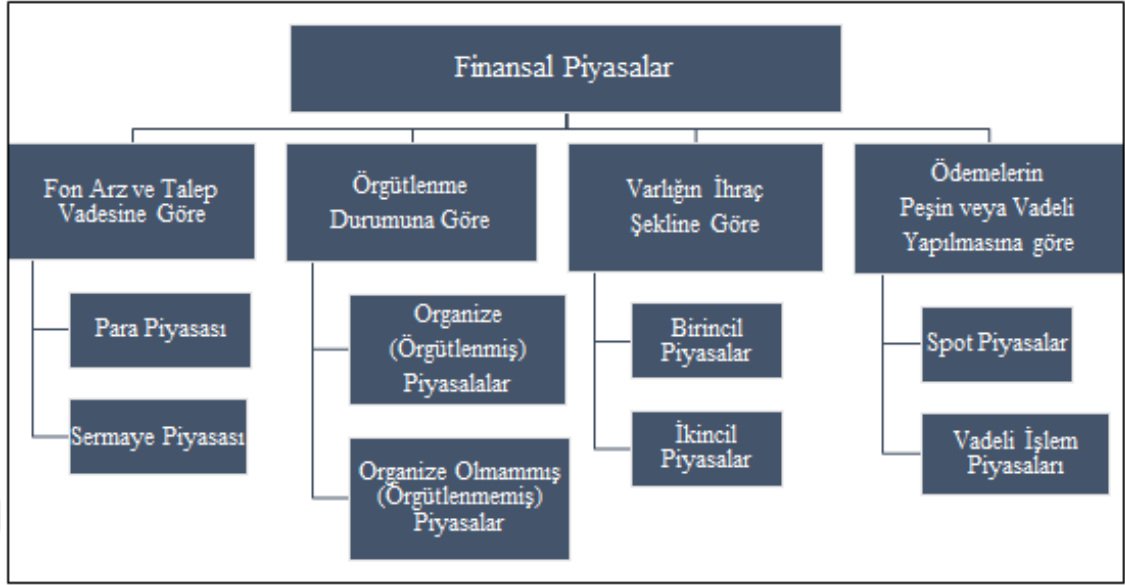 Finansal Piyasalar
Fon Arz ve Talep
Vadesine Göre
Para Piyasası
Sermaye Piyasası
Örgütlenme
Durumuna Göre
Organize
(Örgütlenmiş)
Piyasalalar
Organize Olmammış
(Örgütlenmemiş)
Piyasalar
Varlığın İhraç
Şekline Göre
Birincil
Piyasalar
İkincil
Piyasalar
Ödemelerin
Peşin veya Vadeli
Yapılmasına göre
Spot Piyasalar
Vadeli İşlem
Piyasaları